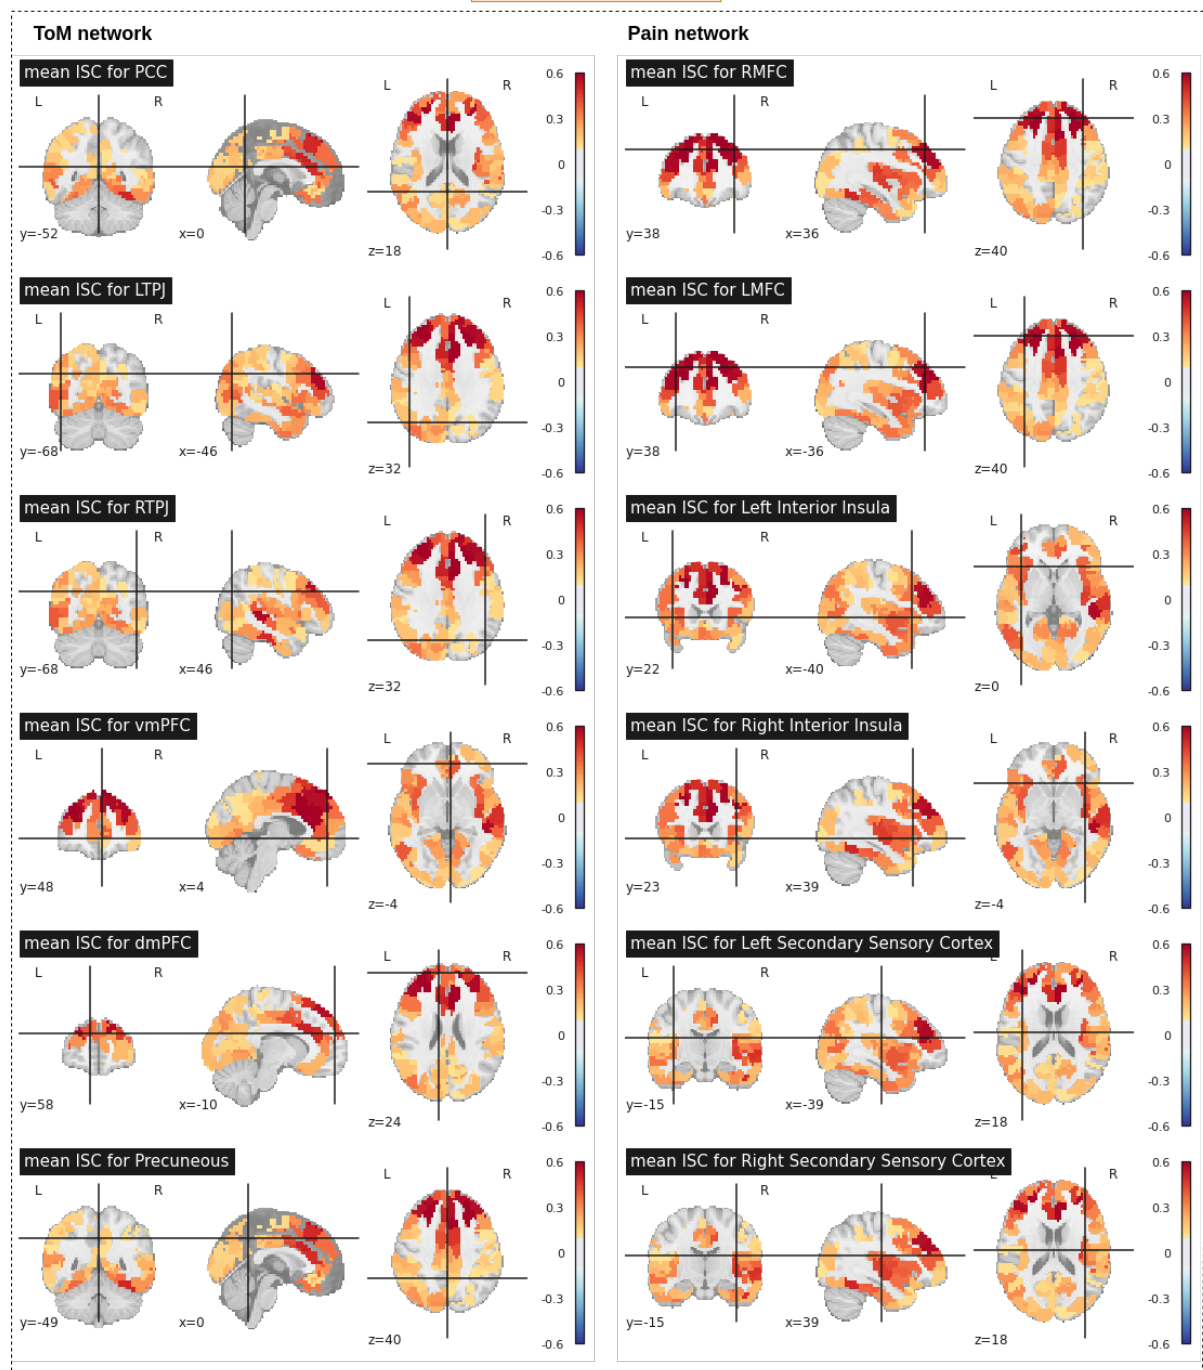 ToM network
mean ISC for PCC
L
R
L
R
0.6
0.3
0
-0.3
-0.6
y=-52
x=0
z=18
mean ISC for LTPJ
L
R
L
R
0.6
0.3
0
-0.3
-0.6
y=-68
x=-46
z=32
mean ISC for RTPJ
L
R
L
R
0.6
0.3
0
-0.3
-0.6
y=-68
x=46
z=32
mean ISC for vmPFC
L
R
L
R
0.6
0.3
0
-0.3
-0.6
y=48
x=4
z=-4
mean ISC for dmPFC
L
R
L
R
0.6
0.3
0
-0.3
-0.6
y=58
x=-10
z=24
mean ISC for Precuneous
L
R
L
R
0.6
0.3
0
-0.3
-0.6
y=-49
x=0
z=40
Pain network
mean ISC for RMFC
L
R
L
R
0.6
0.3
0
-0.3
-0.6
y=38
x=36
z=40
mean ISC for LMFC
L
R
L
R
0.6
0.3
0
-0.3
-0.6
y=38
x=-36
z=40
mean ISC for Left Interior Insula
L
R
L
R
0.6
0.3
0
-0.3
-0.6
y=22
x=-40
z=0
mean ISC for Right Interior Insula
L
R
L
R
0.6
0.3
0
-0.3
-0.6
y=23
x=39
z=-4
mean ISC for Left Secondary Sensory Cortex
L
R
L
R
0.6
0.3
0
-0.3
-0.6
y=-15
x=-39
z=18
mean ISC for Right Secondary Sensory Cortex
L
R
L
R
0.6
0.3
0
-0.3
-0.6
y=-15
x=39
z=18